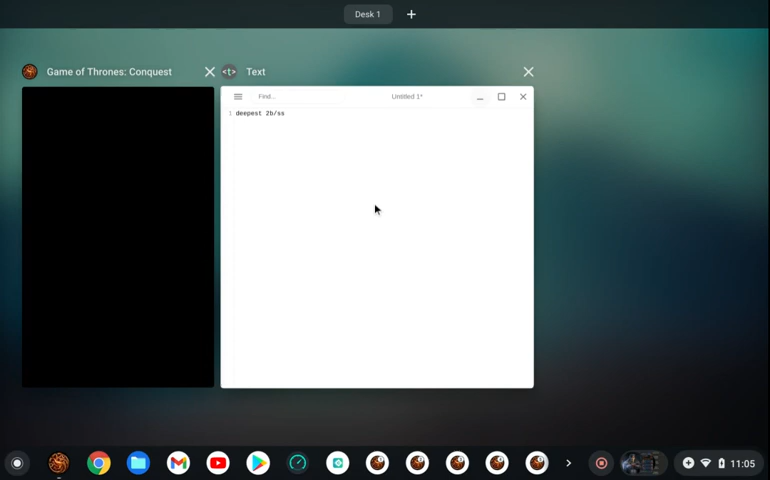 Desk 1
Game of Thrones: Conquest
<t> Text
Find...
Untitled 1*
1 deepest 2b/ss
11:05